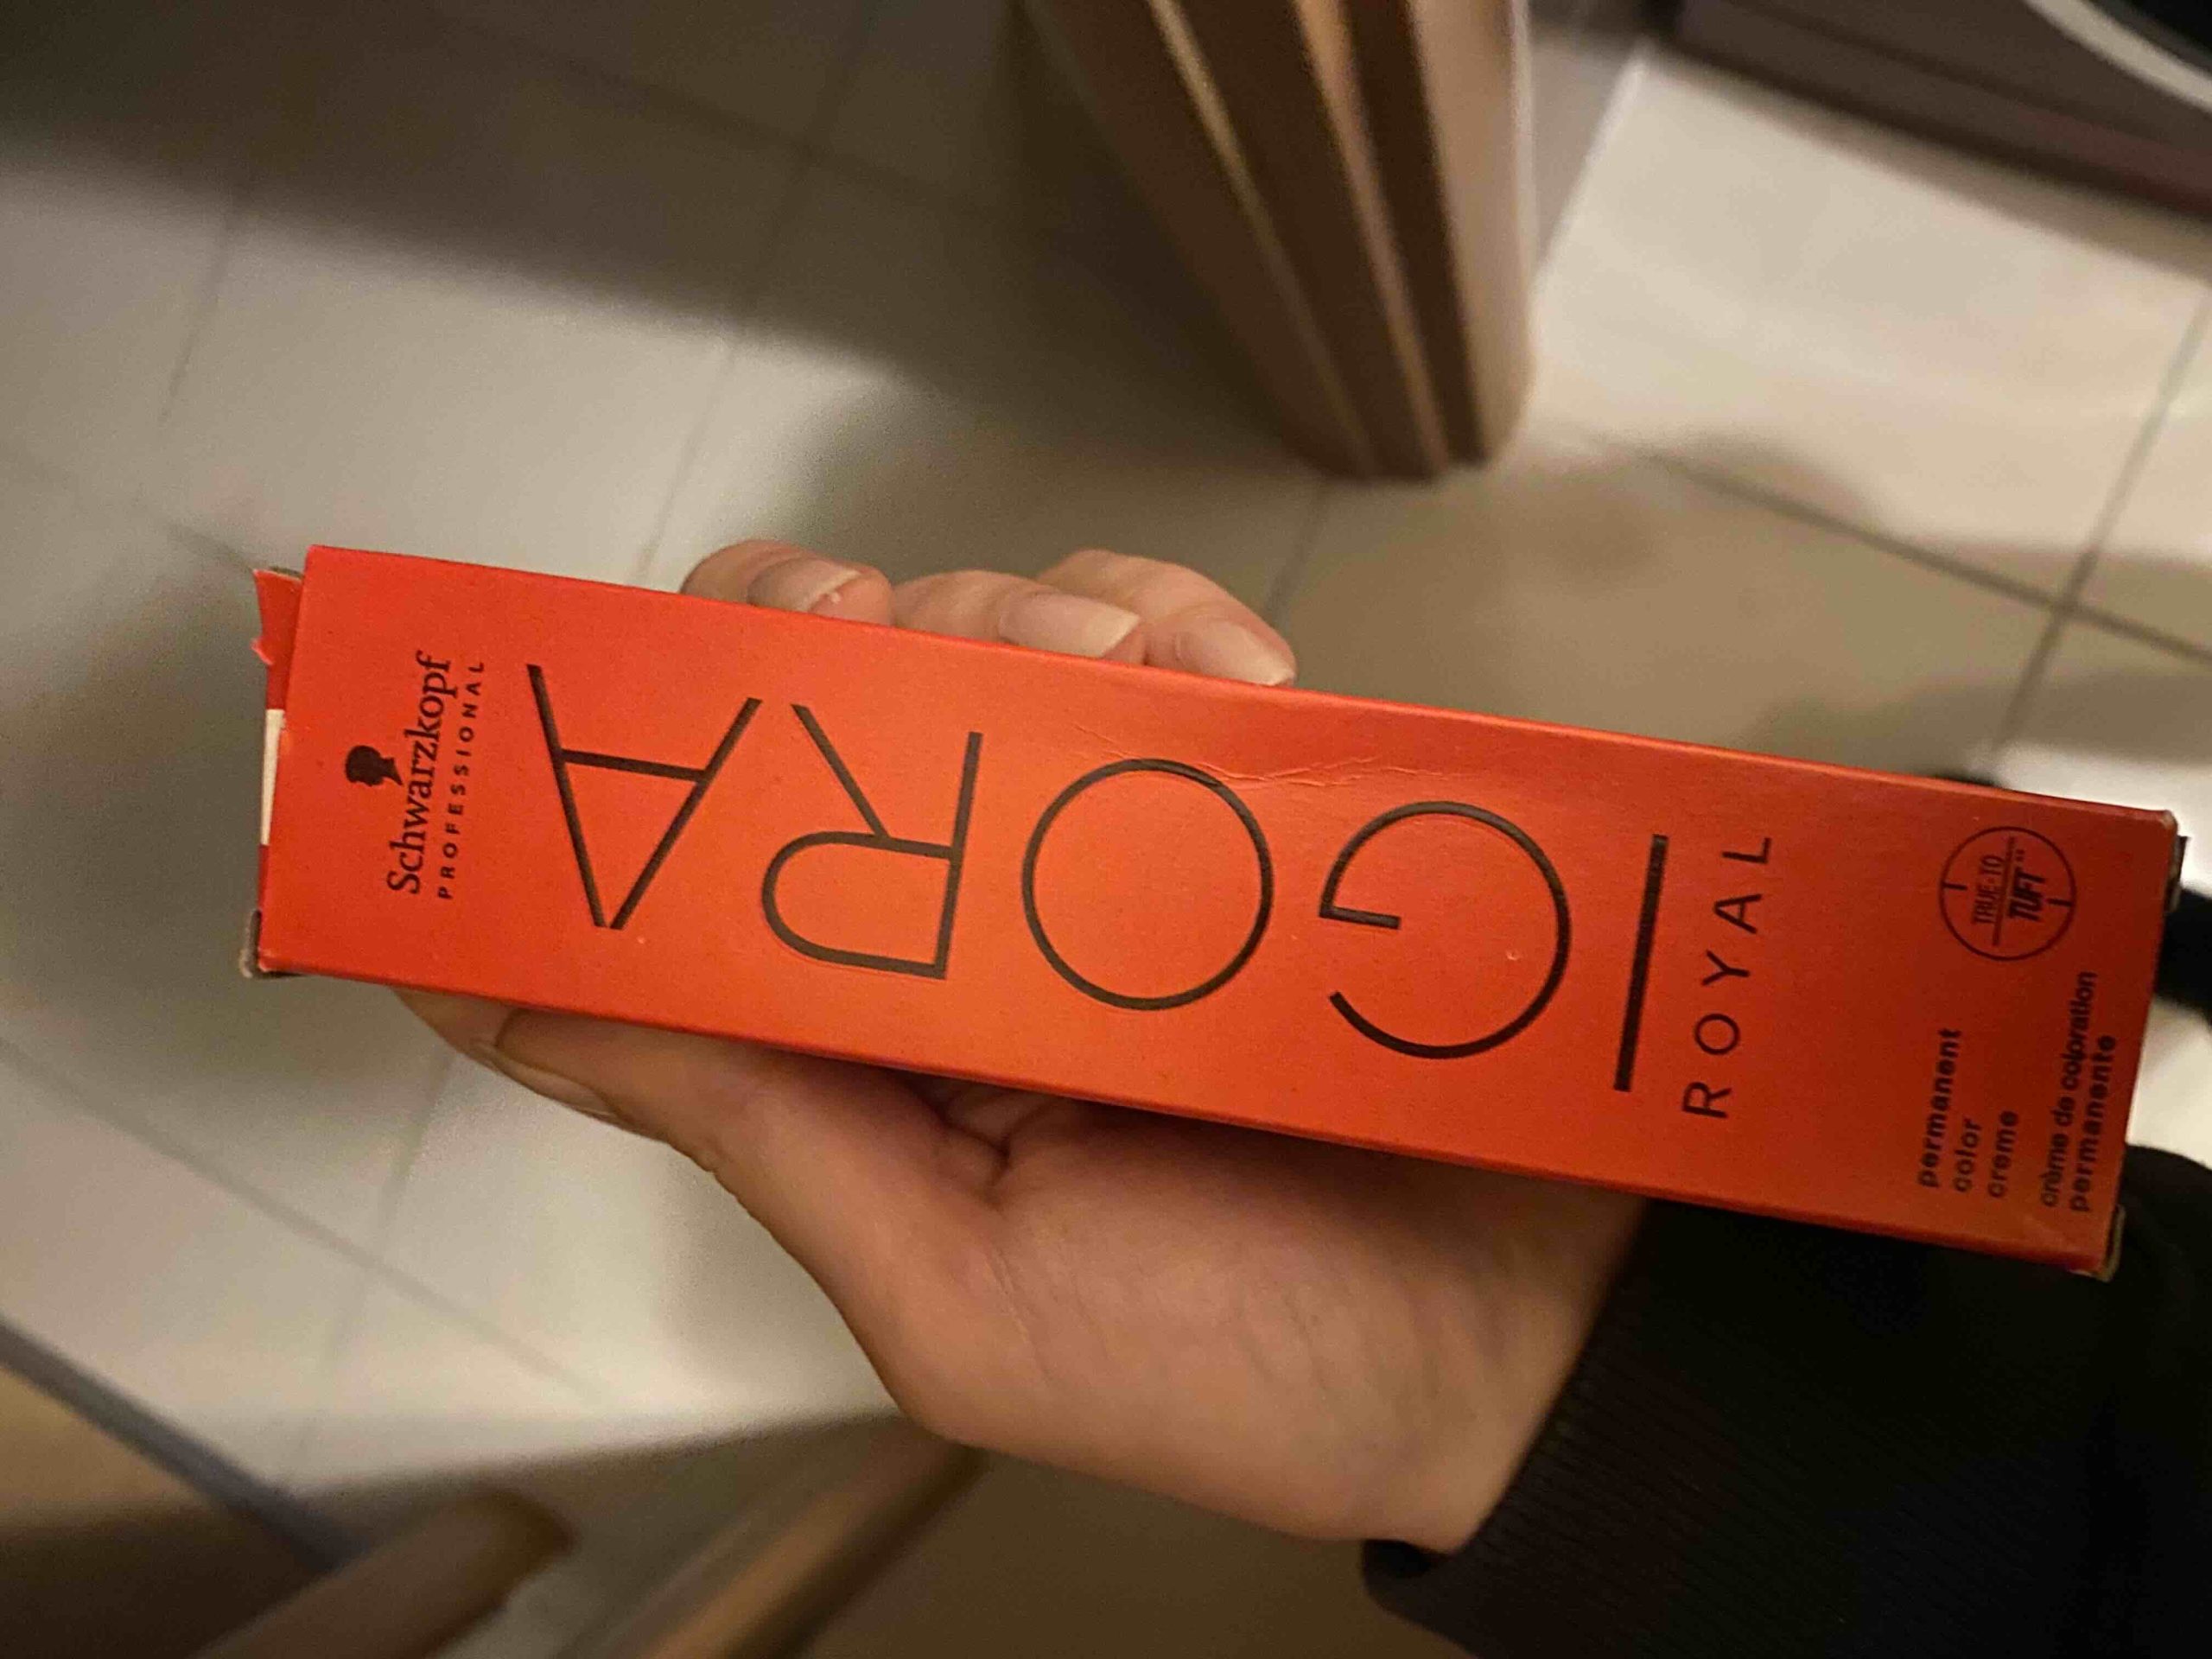 Schwarzkopf
PROFESSIONAL
IGORA
ROYAL
permanent
color
creme
crème de coloration
permanente
TRUE·TO
TUFT